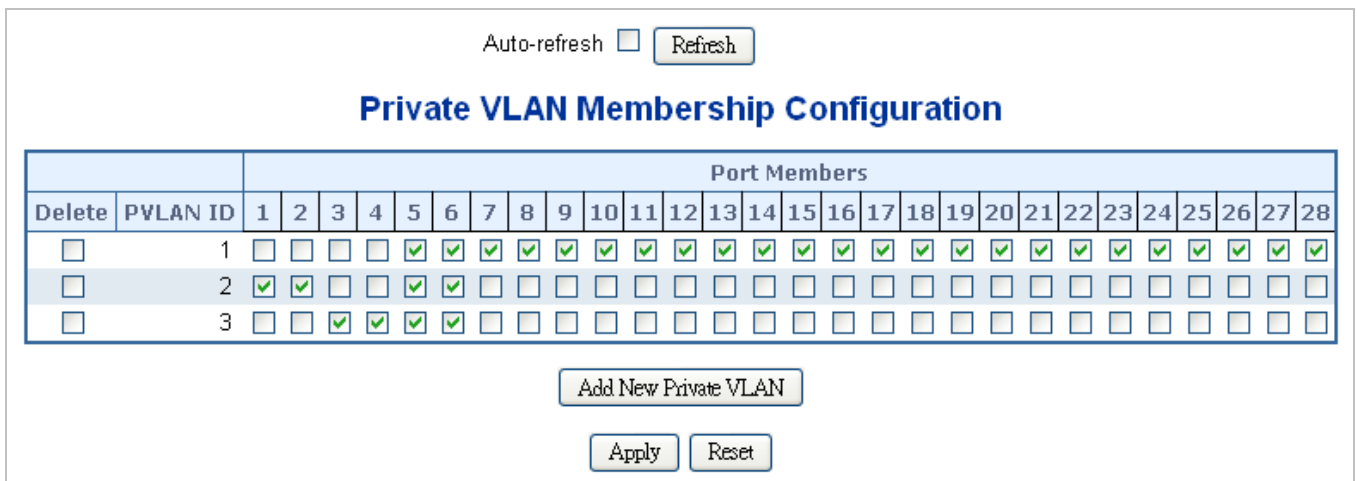 Auto-refresh Refresh
Private VLAN Membership Configuration
Port Members
Delete PVLAN ID 1 2 3 4 5 6 7 8 9 10 11 12 13 14 15 16 17 18 19 20 21 22 23 24 25 26 27 28
1
2
3
Add New Private VLAN
Apply Reset